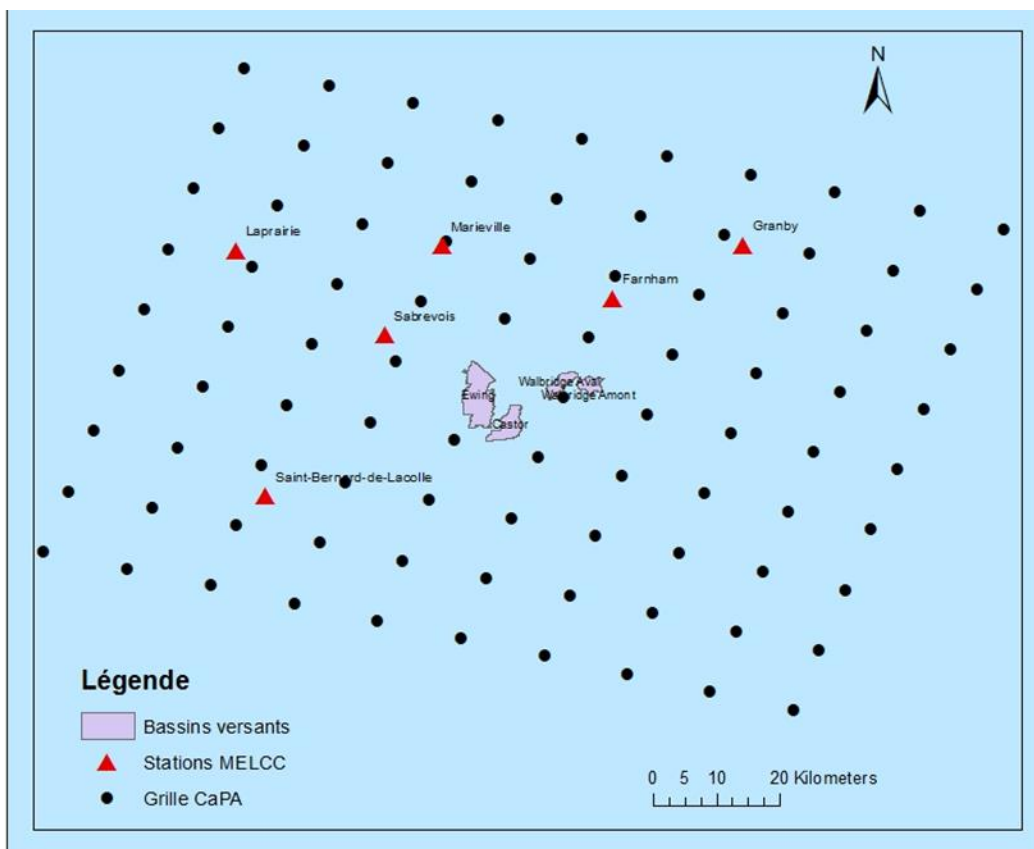 N
Granby
Laprairie
Marieville
Farnham
Sabrevois
Walbridge Aval
Ewing
Walbridge Amont
Castor
Saint-Bernard-de-Lacolle
Légende
Bassins versants
Stations MELCC
Grille CaPA
0 5 10 20 Kilometers